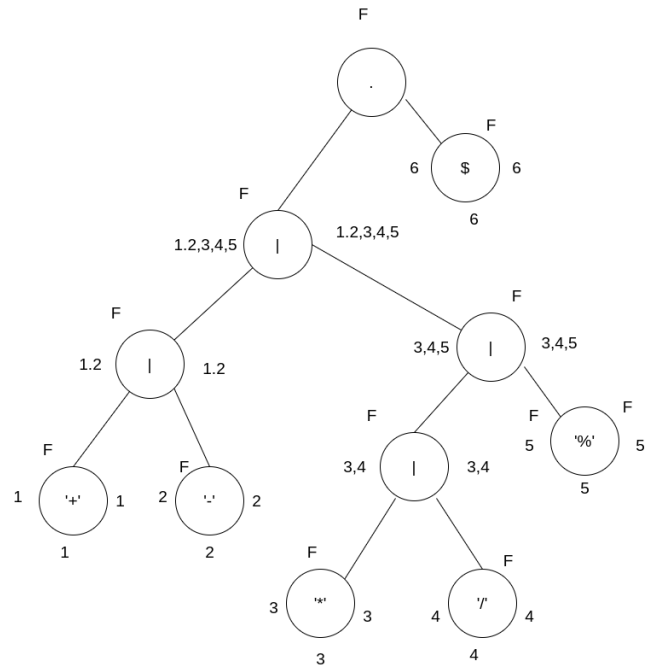 F
.
F
6 $ 6
6
F
1.2,3,4,5 | 1.2,3,4,5
F
F
1.2 | 1.2
3,4,5 | 3,4,5
F
F F
5 '%' 5
5
F
F
3,4 | 3,4
1 '+' 1
1
2 '-' 2
2
F
F
3 '*' 3
3
4 '/' 4
4